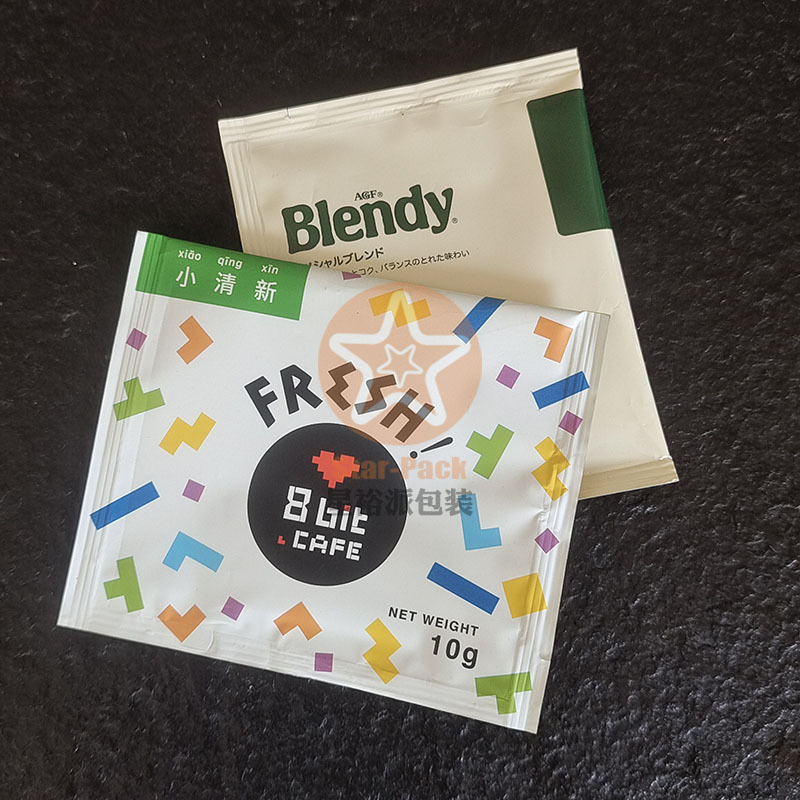 AGF®
Blendy®
シャルブレンド
コク、バランスのとれた味わい
xiǎo qīng xīn
小清新
FRESH!
Star-Pack
星裕派包装
8bit
CAFE
NET WEIGHT
10g